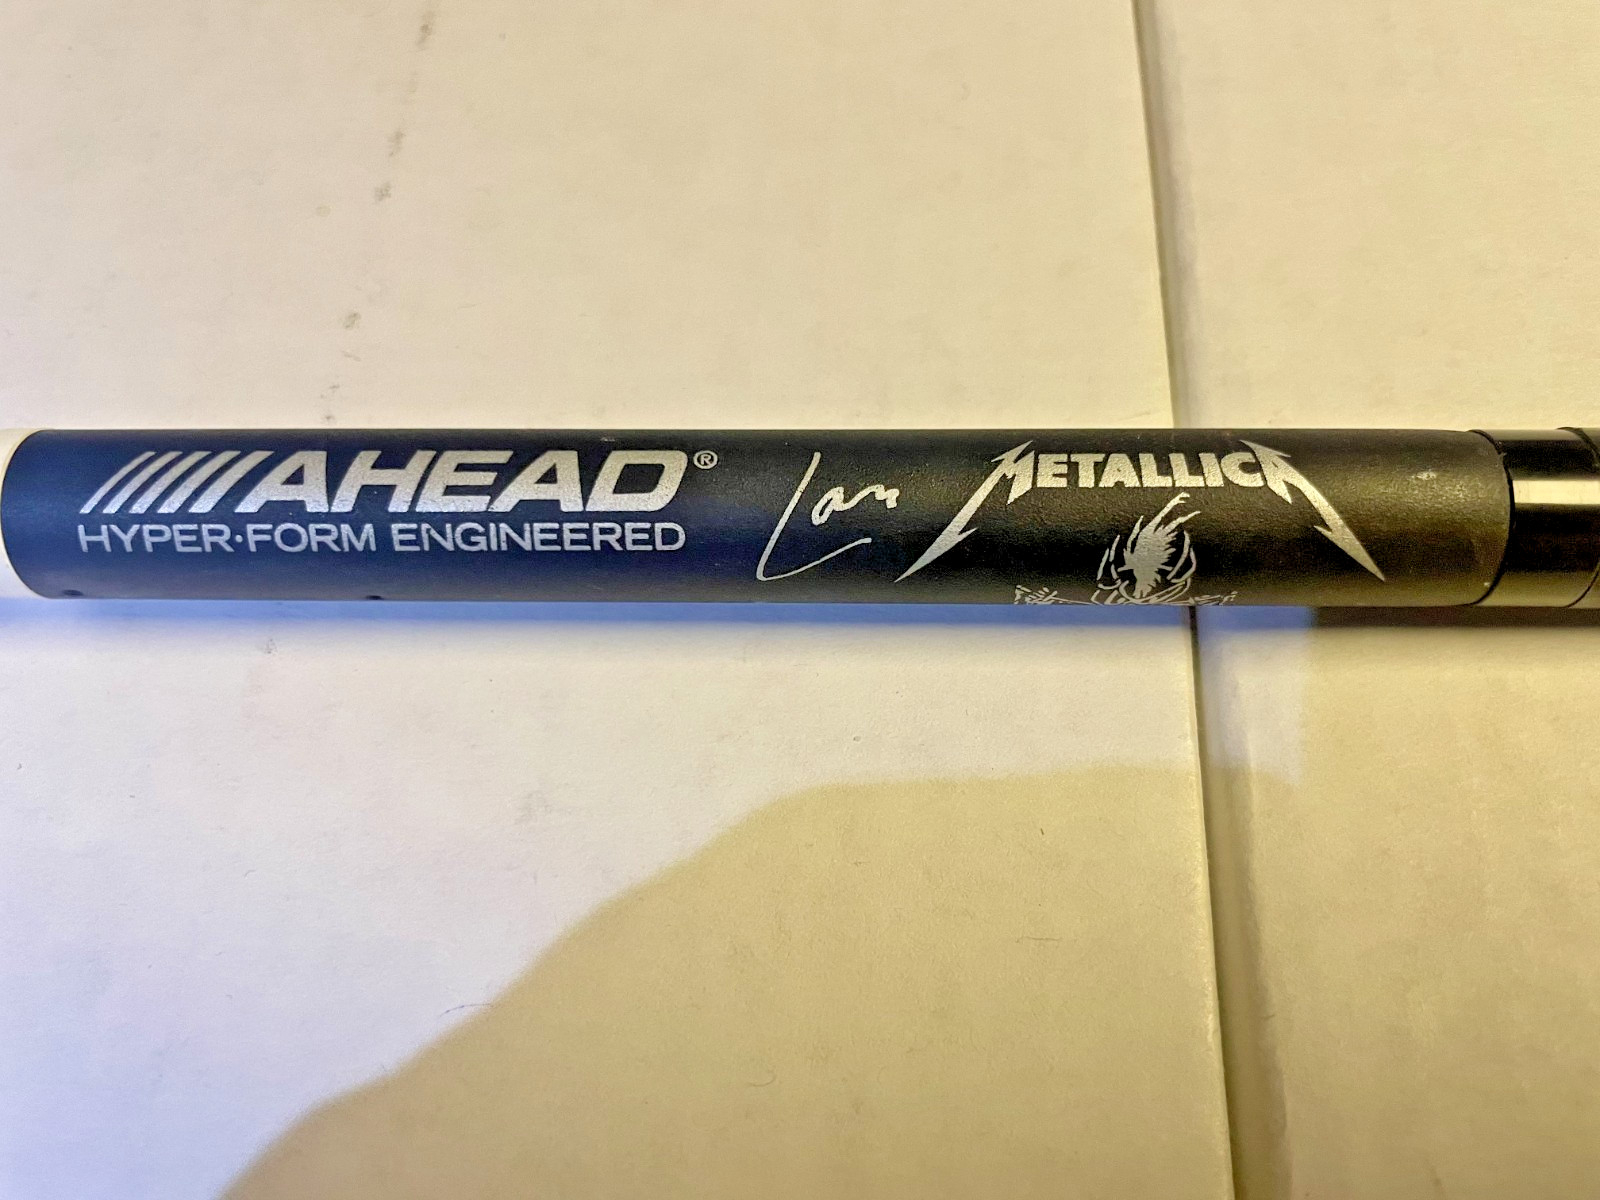 AHEAD®
HYPER·FORM ENGINEERED
Lars
METALLICA